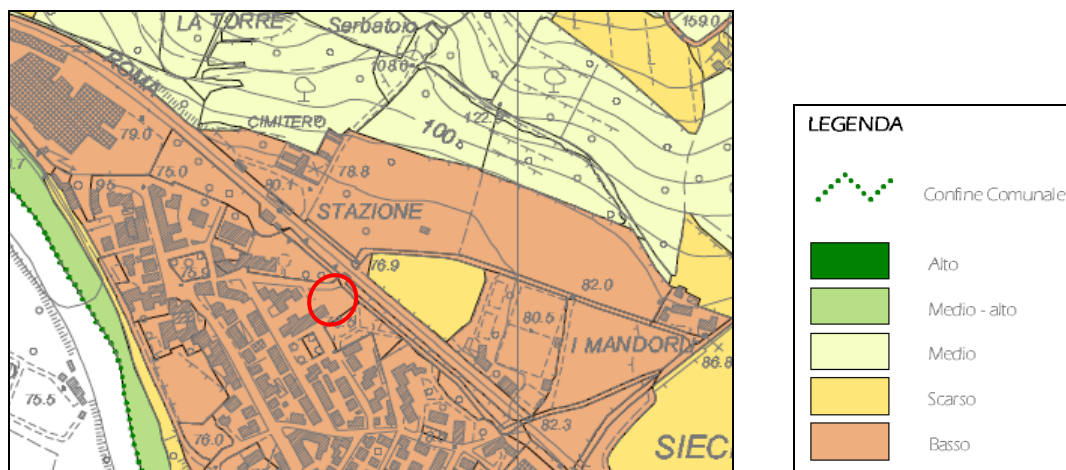 LA TORRE
Serbatoio
159.0
ROMA
108.0
122.
CIMITERO
100
79.0
75.0
78.8
80.1
STAZIONE
75.9
76.9
82.0
80.5
I MANDORL
86.8
75.5
76.0
82.3
SIEC
LEGENDA
Confine Comunale
Alto
Medio - alto
Medio
Scarso
Basso